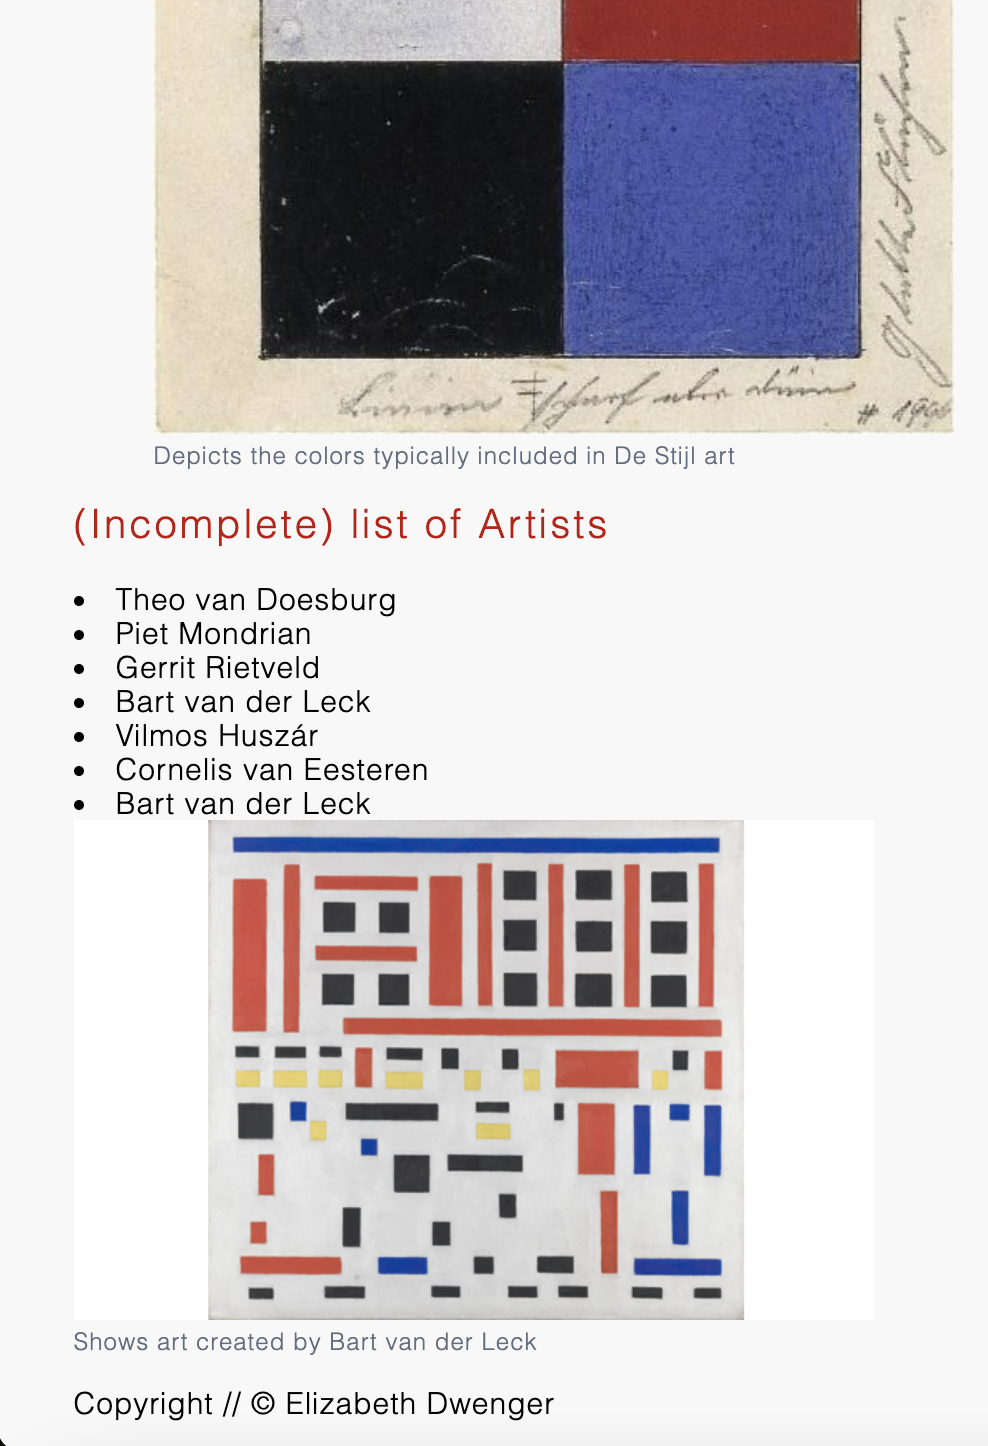 # 1996
Depicts the colors typically included in De Stijl art
(Incomplete) list of Artists
• Theo van Doesburg
• Piet Mondrian
• Gerrit Rietveld
• Bart van der Leck
• Vilmos Huszár
• Cornelis van Eesteren
• Bart van der Leck
Shows art created by Bart van der Leck
Copyright // © Elizabeth Dwenger